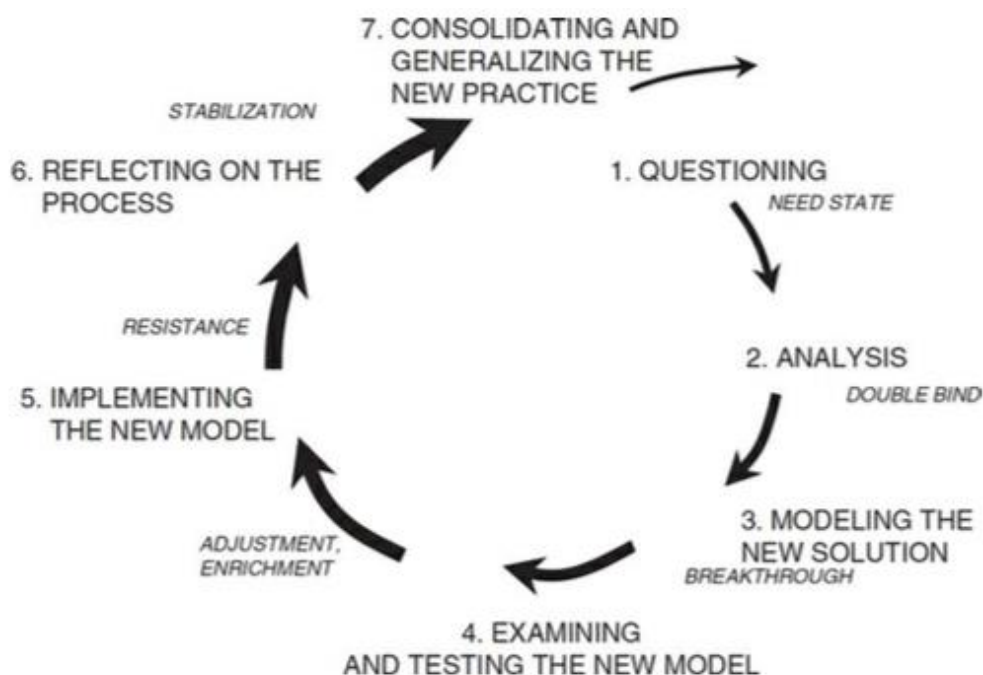 7. CONSOLIDATING AND
GENERALIZING THE
NEW PRACTICE
STABILIZATION
6. REFLECTING ON THE
PROCESS
1. QUESTIONING
NEED STATE
RESISTANCE
2. ANALYSIS
DOUBLE BIND
5. IMPLEMENTING
THE NEW MODEL
3. MODELING THE
NEW SOLUTION
BREAKTHROUGH
ADJUSTMENT,
ENRICHMENT
4. EXAMINING
AND TESTING THE NEW MODEL